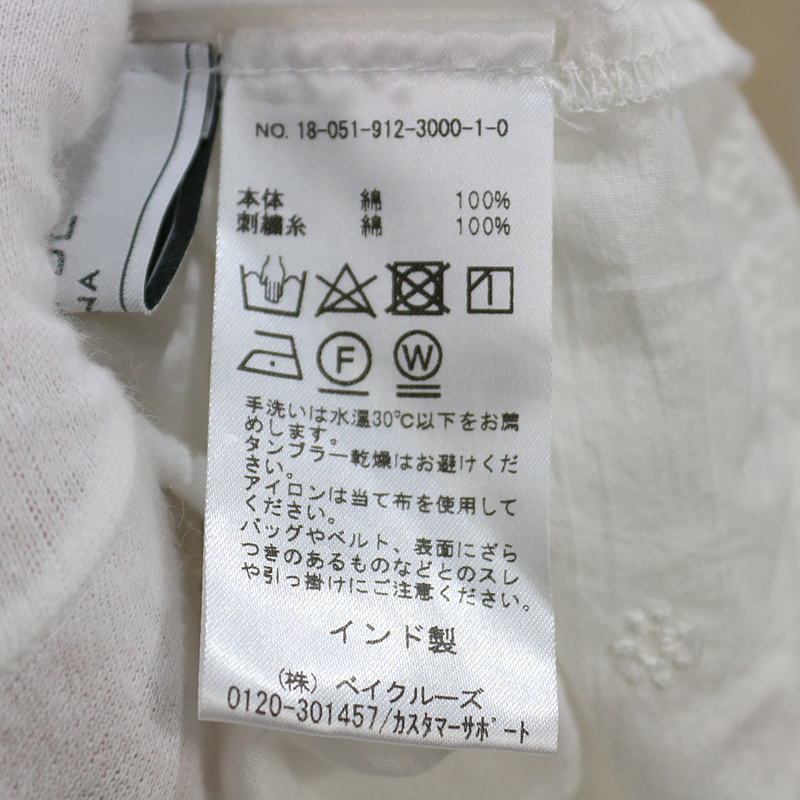 NO. 18-051-912-3000-1-0
本体 綿 100%
刺繍糸 綿 100%
F W
手洗いは水温30℃以下をお薦
めします。
タンブラー乾燥はお避けくだ
さい。
アイロンは当て布を使用して
ください。
バッグやベルト、表面にざら
つきのあるものなどとのスレ
や引っ掛けにご注意ください。
インド製
(株) ベイクルーズ
0120-301457/カスタマーサポート